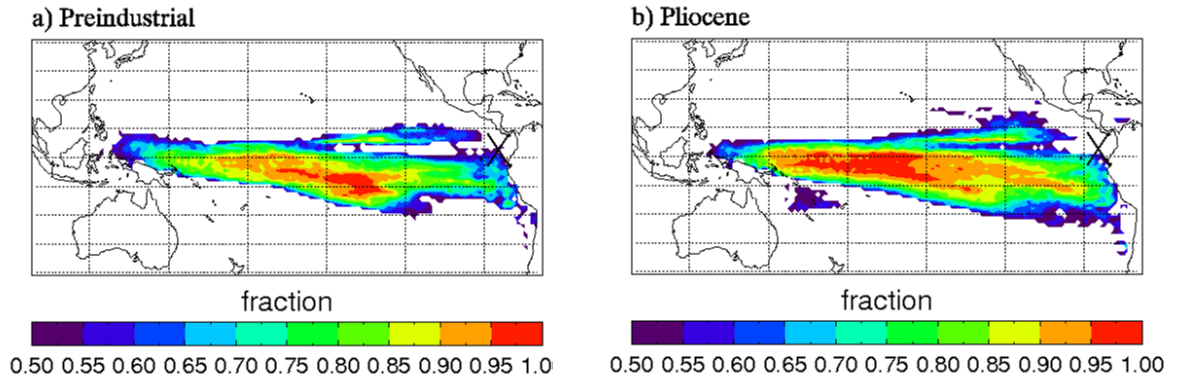 a) Preindustrial
b) Pliocene
fraction
fraction
0.50 0.55 0.60 0.65 0.70 0.75 0.80 0.85 0.90 0.95 1.0
0.50 0.55 0.60 0.65 0.70 0.75 0.80 0.85 0.90 0.95 1.00